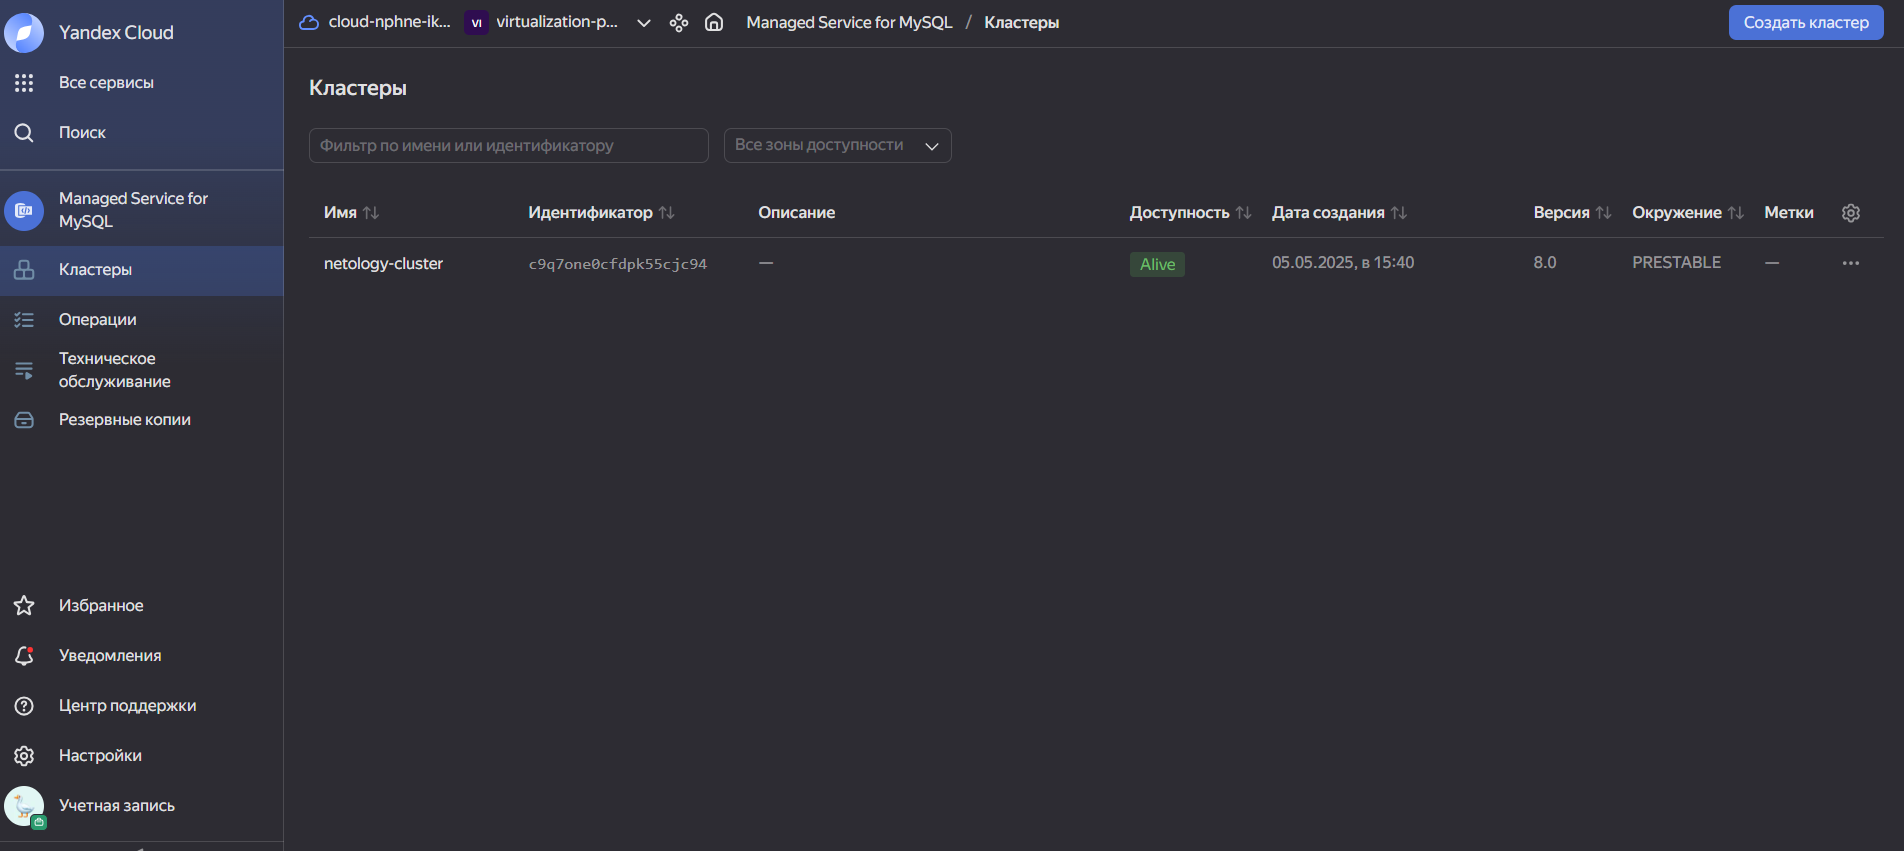 Yandex Cloud
Все сервисы
Поиск
Managed Service for
MySQL
Кластеры
Операции
Техническое
обслуживание
Резервные копии
Избранное
Уведомления
Центр поддержки
Настройки
Учетная запись
cloud-nphne-ik... VI virtualization-p... Managed Service for MySQL / Кластеры
Создать кластер
Кластеры
Фильтр по имени или идентификатору Все зоны доступности
Имя Идентификатор Описание Доступность Дата создания Версия Окружение Метки
netology-cluster c9q7one0cfdpk55cjc94 — Alive 05.05.2025, в 15:40 8.0 PRESTABLE —